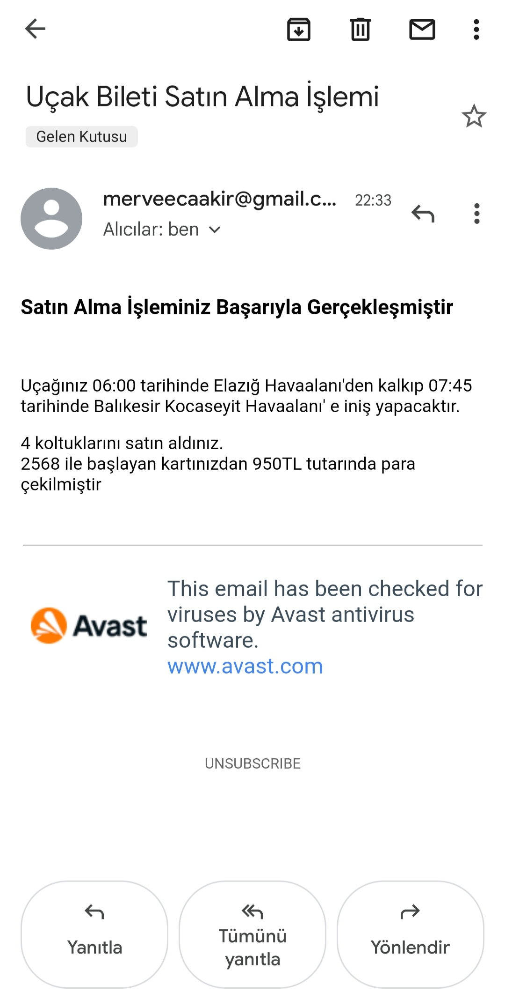 Uçak Bileti Satın Alma İşlemi
Gelen Kutusu
merveecaakir@gmail.c... 22:33
Alıcılar: ben
Satın Alma İşleminiz Başarıyla Gerçekleşmiştir
Uçağınız 06:00 tarihinde Elazığ Havaalanı'den kalkıp 07:45
tarihinde Balıkesir Kocaseyit Havaalanı' e iniş yapacaktır.
4 koltuklarını satın aldınız.
2568 ile başlayan kartınızdan 950TL tutarında para
çekilmiştir
Avast
This email has been checked for
viruses by Avast antivirus
software.
www.avast.com
UNSUBSCRIBE
Yanıtla
Tümünü
yanıtla
Yönlendir